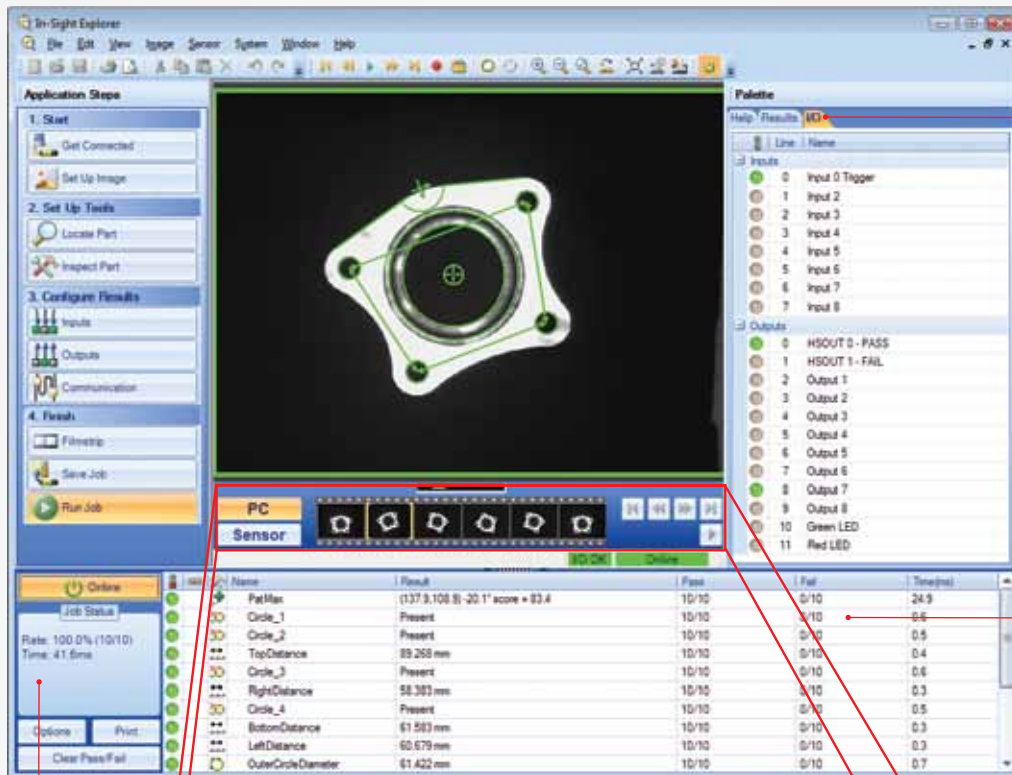 In-Sight Explorer
File Edit View Image Sensor System Window Help
Application Steps
1. Start
Get Connected
Set Up Image
2. Set Up Tools
Locate Part
Inspect Part
3. Configure Results
Inputs
Outputs
Communication
4. Finish
Filmstrip
Save Job
Run Job
PC
Sensor
I/O OK Online
Palette
Help Results I/O
Line Name
Inputs
0 Input 0 Trigger
1 Input 2
2 Input 3
3 Input 4
4 Input 5
5 Input 6
6 Input 7
7 Input 8
Outputs
0 HSOUT 0 - PASS
1 HSOUT 1 - FAIL
2 Output 1
3 Output 2
4 Output 3
5 Output 4
6 Output 5
7 Output 6
8 Output 7
9 Output 8
10 Green LED
11 Red LED
Online
Job Status
Rate: 100.0% (10/10)
Time: 41.6ms
Options Print
Clear Pass/Fail
Name Result Pass Fail Time(ms)
PatMax (137.9,108.9) -20.1° score = 83.4 10/10 0/10 24.9
Circle_1 Present 10/10 0/10 0.6
Circle_2 Present 10/10 0/10 0.5
TopDistance 89.268 mm 10/10 0/10 0.4
Circle_3 Present 10/10 0/10 0.6
RightDistance 58.383 mm 10/10 0/10 0.3
Circle_4 Present 10/10 0/10 0.5
BottomDistance 61.583 mm 10/10 0/10 0.3
LeftDistance 60.679 mm 10/10 0/10 0.3
OuterCircleDiameter 61.422 mm 10/10 0/10 0.7